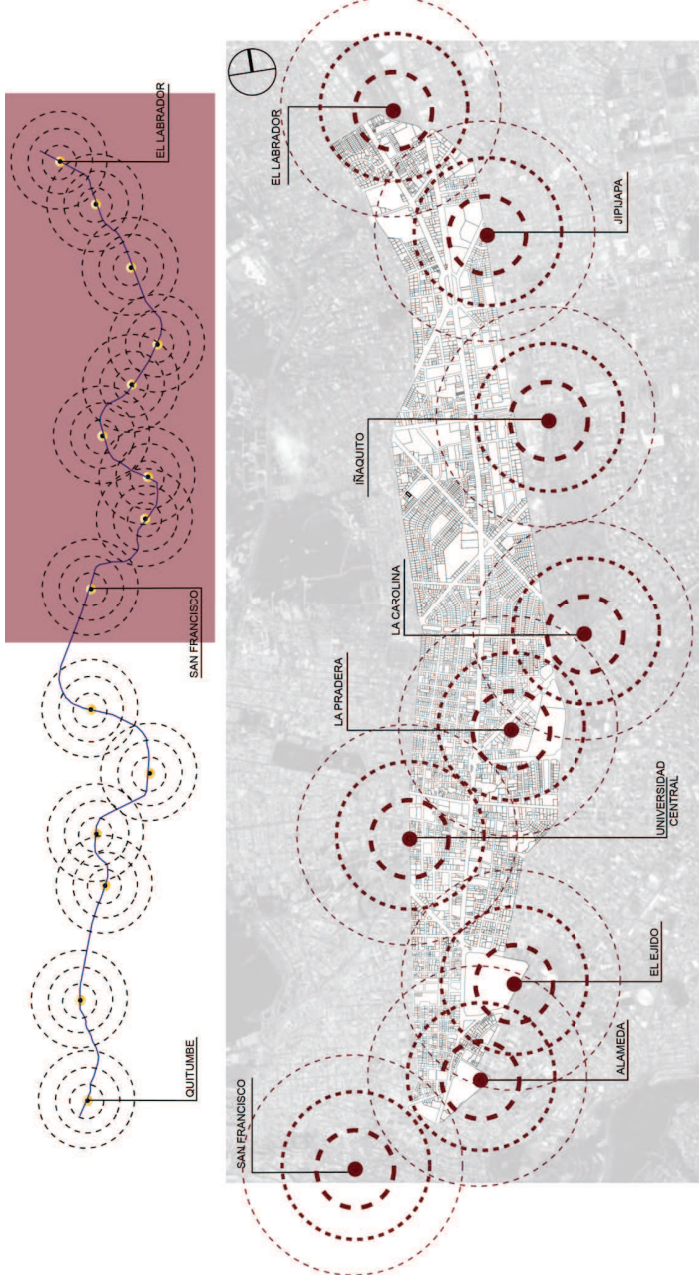 QUITUMBE
SAN FRANCISCO
EL LABRADOR
SAN FRANCISCO
ALAMEDA
EL EJIDO
UNIVERSIDAD
CENTRAL
LA PRADERA
LA CAROLINA
IÑAQUITO
JIPIJAPA
EL LABRADOR